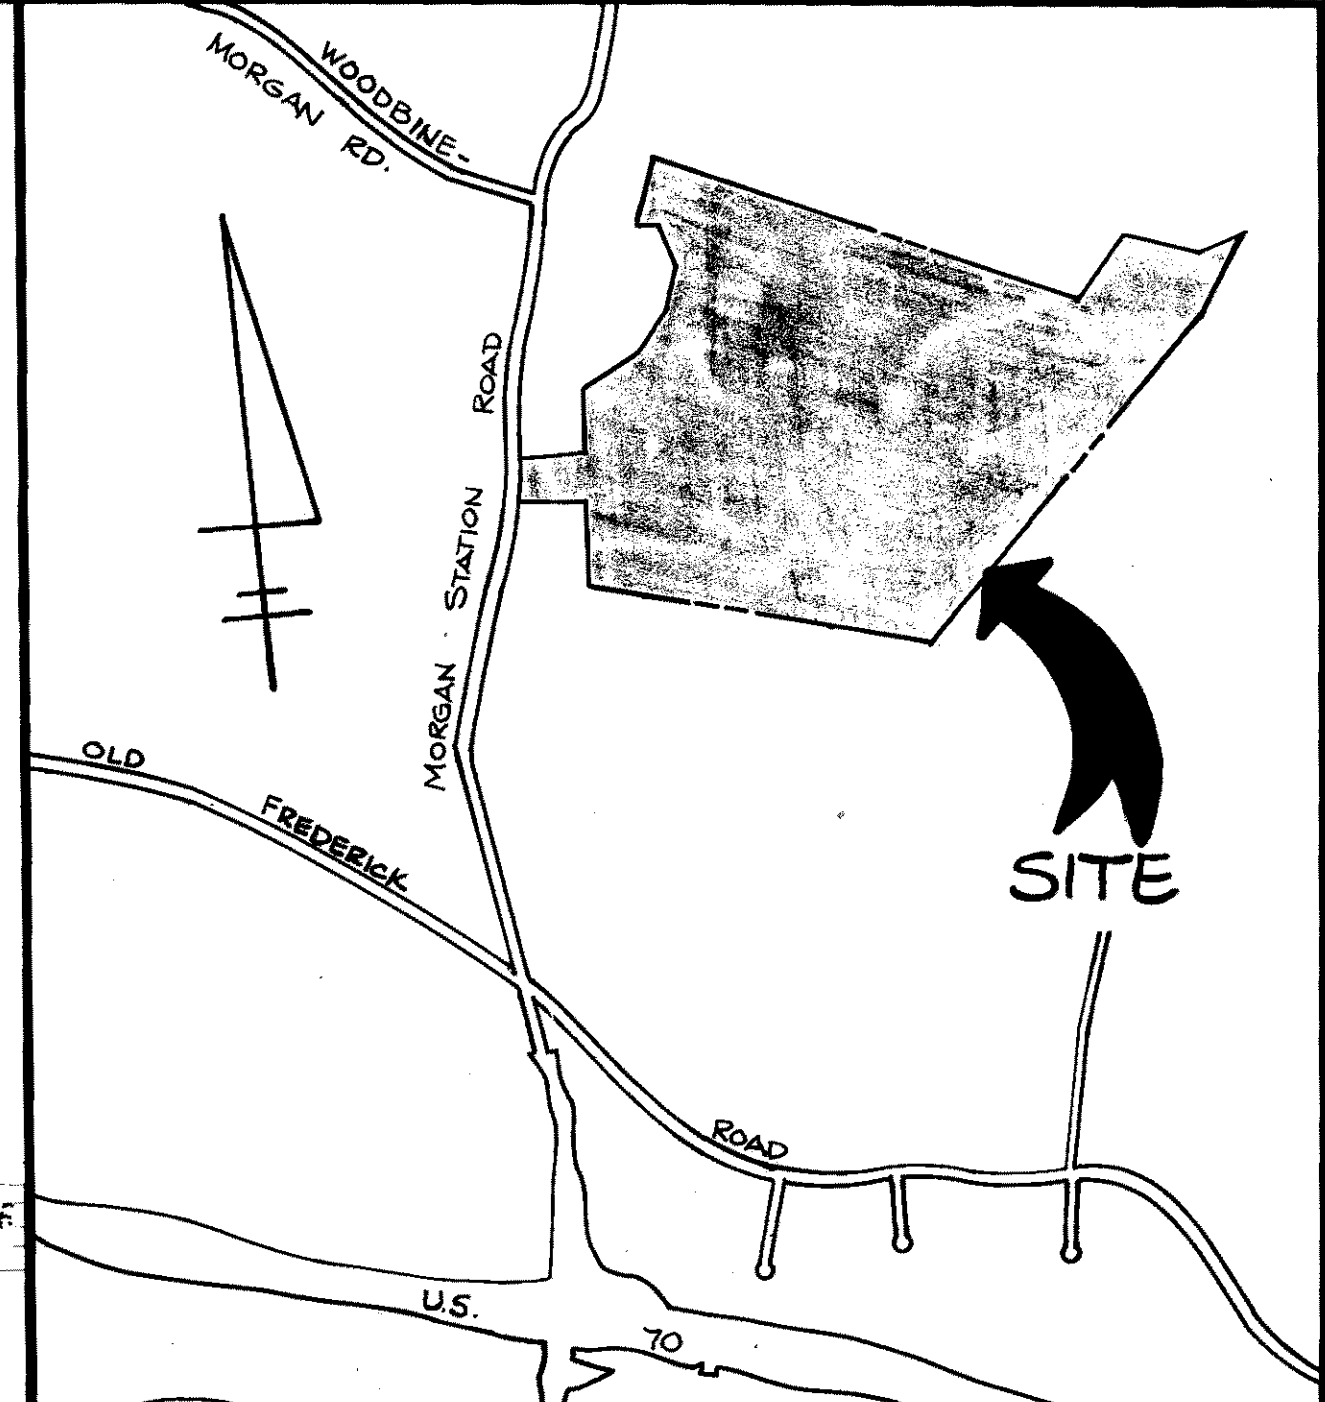 WOODBINE-
MORGAN RD.
MORGAN STATION ROAD
OLD FREDERICK ROAD
SITE
U.S. 70